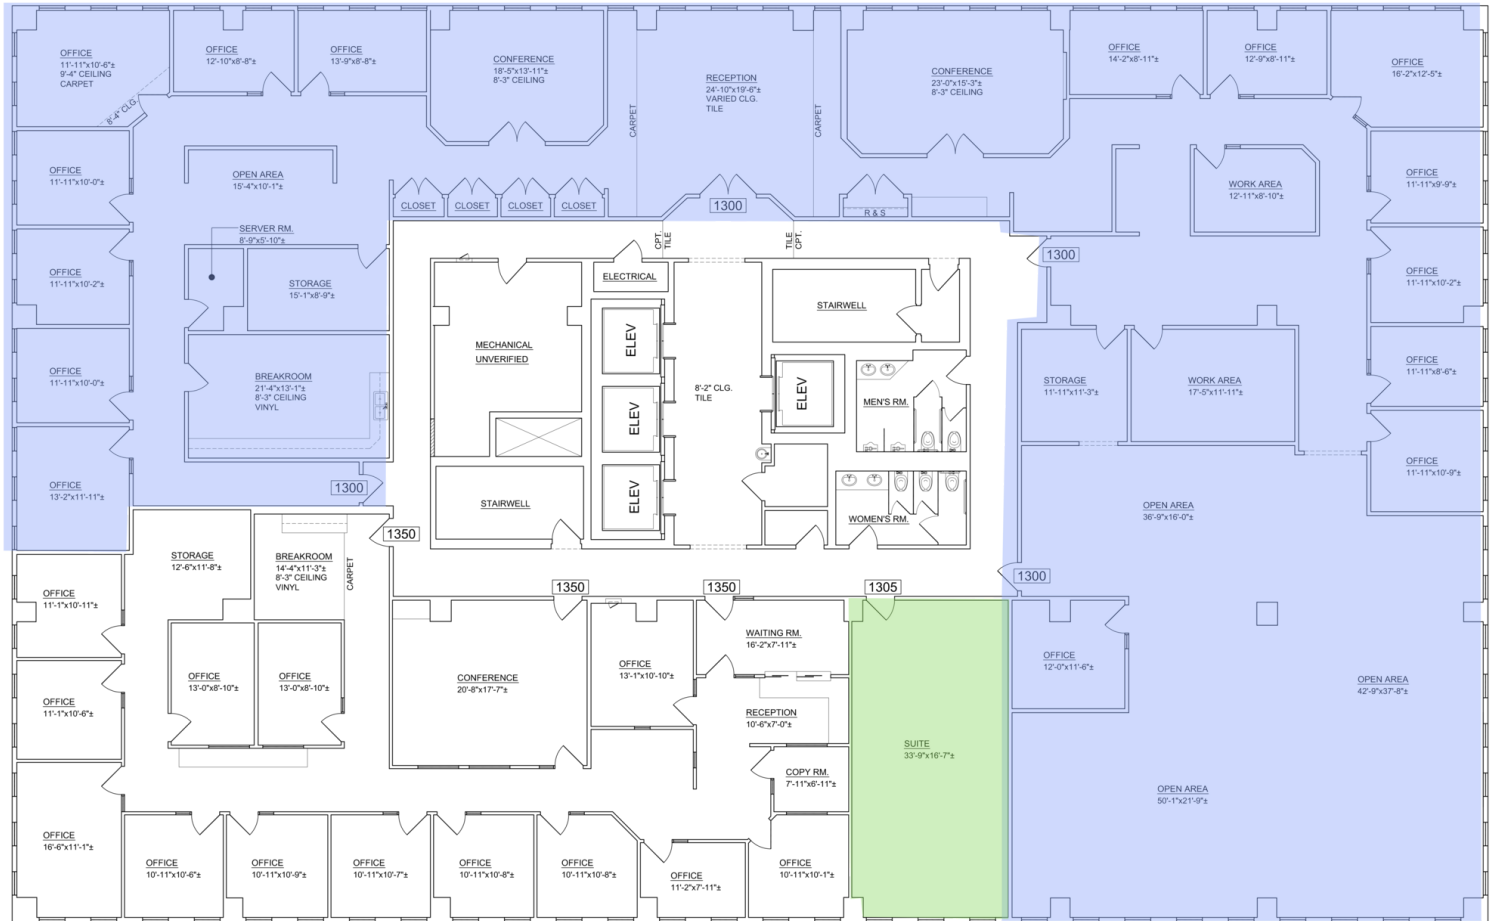 OFFICE
11'-11"x10'-6"±
9'-4" CEILING
CARPET
8'-4" CLG.
OFFICE
12'-10"x8'-8"±
OFFICE
13'-9"x8'-8"±
CONFERENCE
18'-5"x13'-11"±
8'-3" CEILING
CARPET
RECEPTION
24'-10"x19'-6"±
VARIED CLG.
TILE
CARPET
CONFERENCE
23'-0"x15'-3"±
8'-3" CEILING
OFFICE
14'-2"x8'-11"±
OFFICE
12'-9"x8'-11"±
OFFICE
16'-2"x12'-5"±
OFFICE
11'-11"x10'-0"±
OPEN AREA
15'-4"x10'-1"±
CLOSET
CLOSET
CLOSET
CLOSET
1300
R & S
WORK AREA
12'-11"x8'-10"±
OFFICE
11'-11"x9'-9"±
SERVER RM.
8'-9"x5'-10"±
CPT.
TILE
TILE
CPT.
1300
OFFICE
11'-11"x10'-2"±
STORAGE
15'-1"x8'-9"±
ELECTRICAL
STAIRWELL
OFFICE
11'-11"x10'-2"±
MECHANICAL
UNVERIFIED
ELEV
OFFICE
11'-11"x10'-0"±
BREAKROOM
21'-4"x13'-1"±
8'-3" CEILING
VINYL
8'-2" CLG.
TILE
ELEV
MEN'S RM.
STORAGE
11'-11"x11'-3"±
WORK AREA
17'-5"x11'-11"±
OFFICE
11'-11"x8'-6"±
ELEV
OFFICE
13'-2"x11'-11"±
1300
STAIRWELL
ELEV
WOMEN'S RM.
OPEN AREA
36'-9"x16'-0"±
OFFICE
11'-11"x10'-9"±
1350
STORAGE
12'-6"x11'-8"±
BREAKROOM
14'-4"x11'-3"±
8'-3" CEILING
VINYL
CARPET
1350
1350
1305
1300
OFFICE
11'-1"x10'-11"±
WAITING RM.
16'-2"x7'-11"±
OFFICE
13'-0"x8'-10"±
OFFICE
13'-0"x8'-10"±
CONFERENCE
20'-8"x17'-7"±
OFFICE
13'-1"x10'-10"±
OFFICE
12'-0"x11'-6"±
OPEN AREA
42'-9"x37'-8"±
OFFICE
11'-1"x10'-6"±
RECEPTION
10'-6"x7'-0"±
SUITE
33'-9"x16'-7"±
COPY RM.
7'-11"x6'-11"±
OPEN AREA
50'-1"x21'-9"±
OFFICE
16'-6"x11'-1"±
OFFICE
10'-11"x10'-6"±
OFFICE
10'-11"x10'-9"±
OFFICE
10'-11"x10'-7"±
OFFICE
10'-11"x10'-8"±
OFFICE
10'-11"x10'-8"±
OFFICE
11'-2"x7'-11"±
OFFICE
10'-11"x10'-1"±